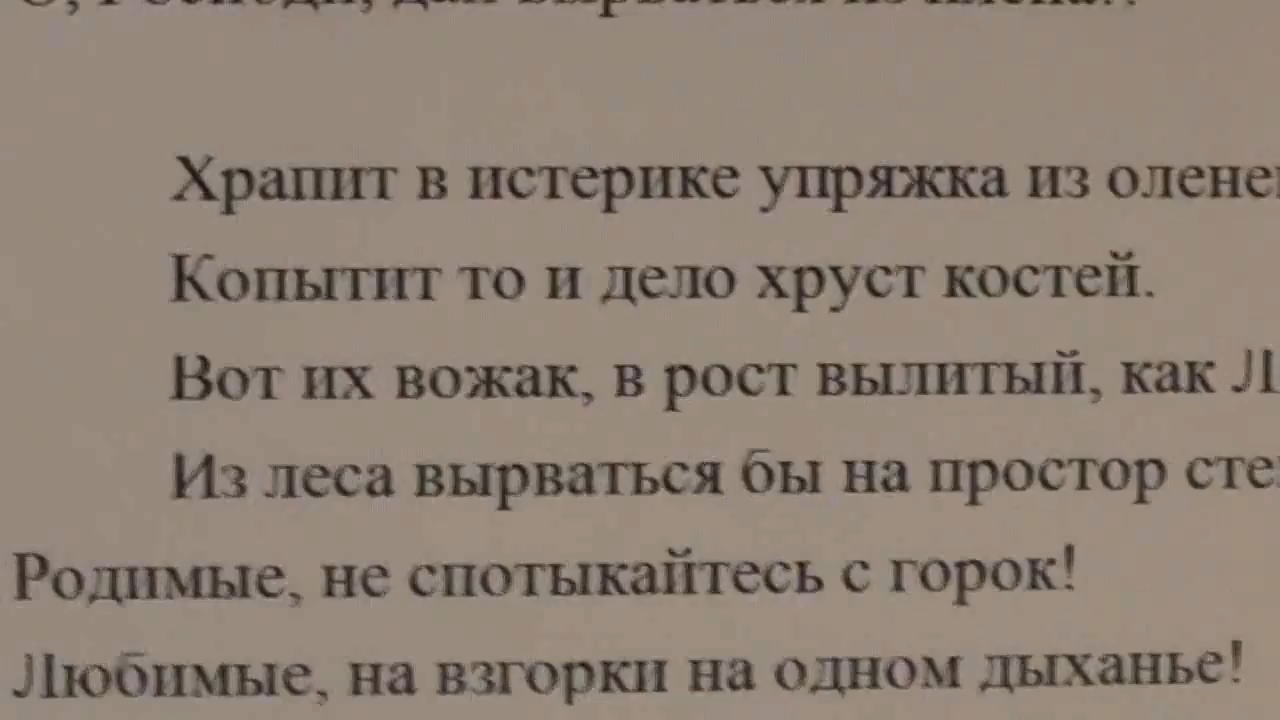 Храпит в истерике упряжка из
Копытит то и дело хруст костей.
Вот их вожак, в рост вылитый, как
Из леса вырваться бы на простор
Родимые, не спотыкайтесь с горок!
Любимые, на взгорки на одном дыханье!